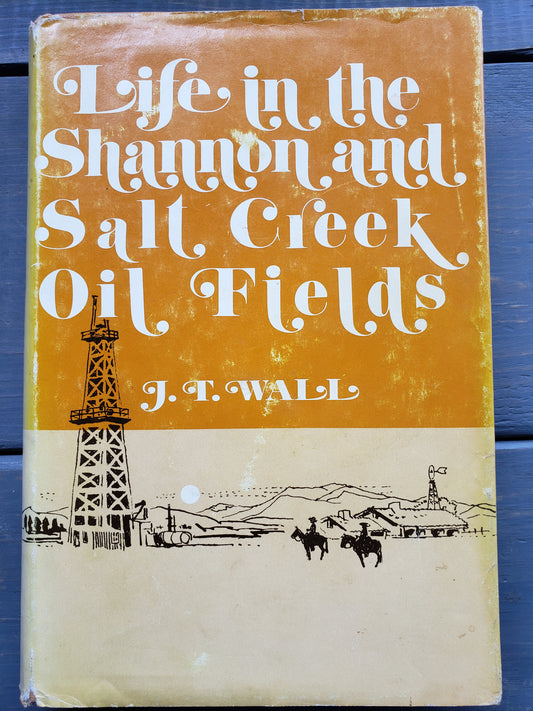 Life in the
Shannon and
Salt Creek
Oil Fields
J. T. WALL